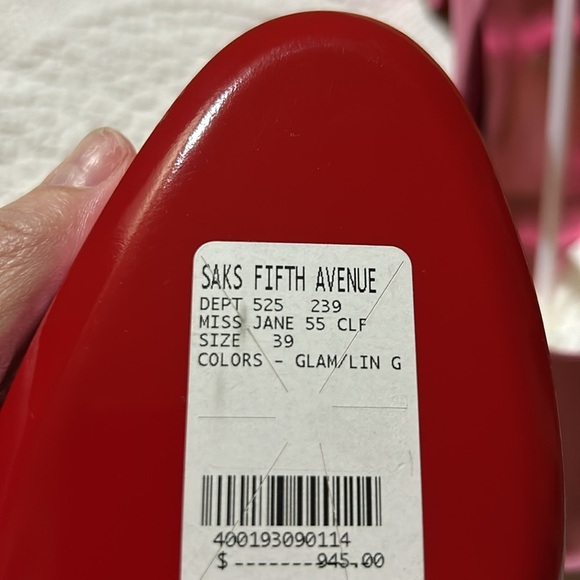 SAKS FIFTH AVENUE
DEPT 525 239
MISS JANE 55 CLF
SIZE 39
COLORS - GLAM/LIN G
400193090114
$ -------945.00